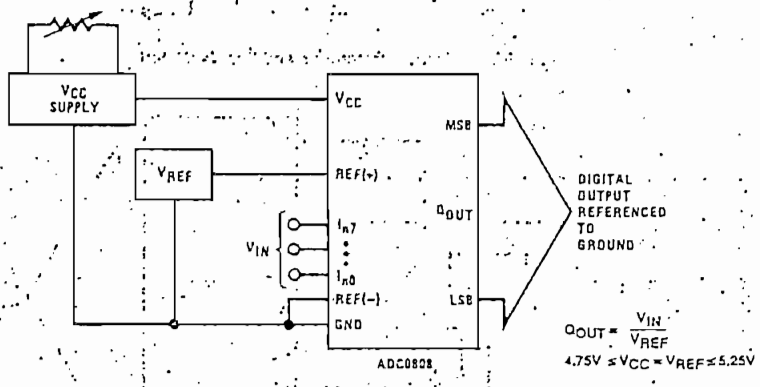 VCC
SUPPLY
VREF
VIN
VCC
REF(+)
In7
In0
REF(-)
GND
MSB
QOUT
LSB
ADC0808
DIGITAL
OUTPUT
REFERENCED
TO
GROUND
QOUT = VIN / VREF
4.75V ≤ VCC = VREF ≤ 5.25V